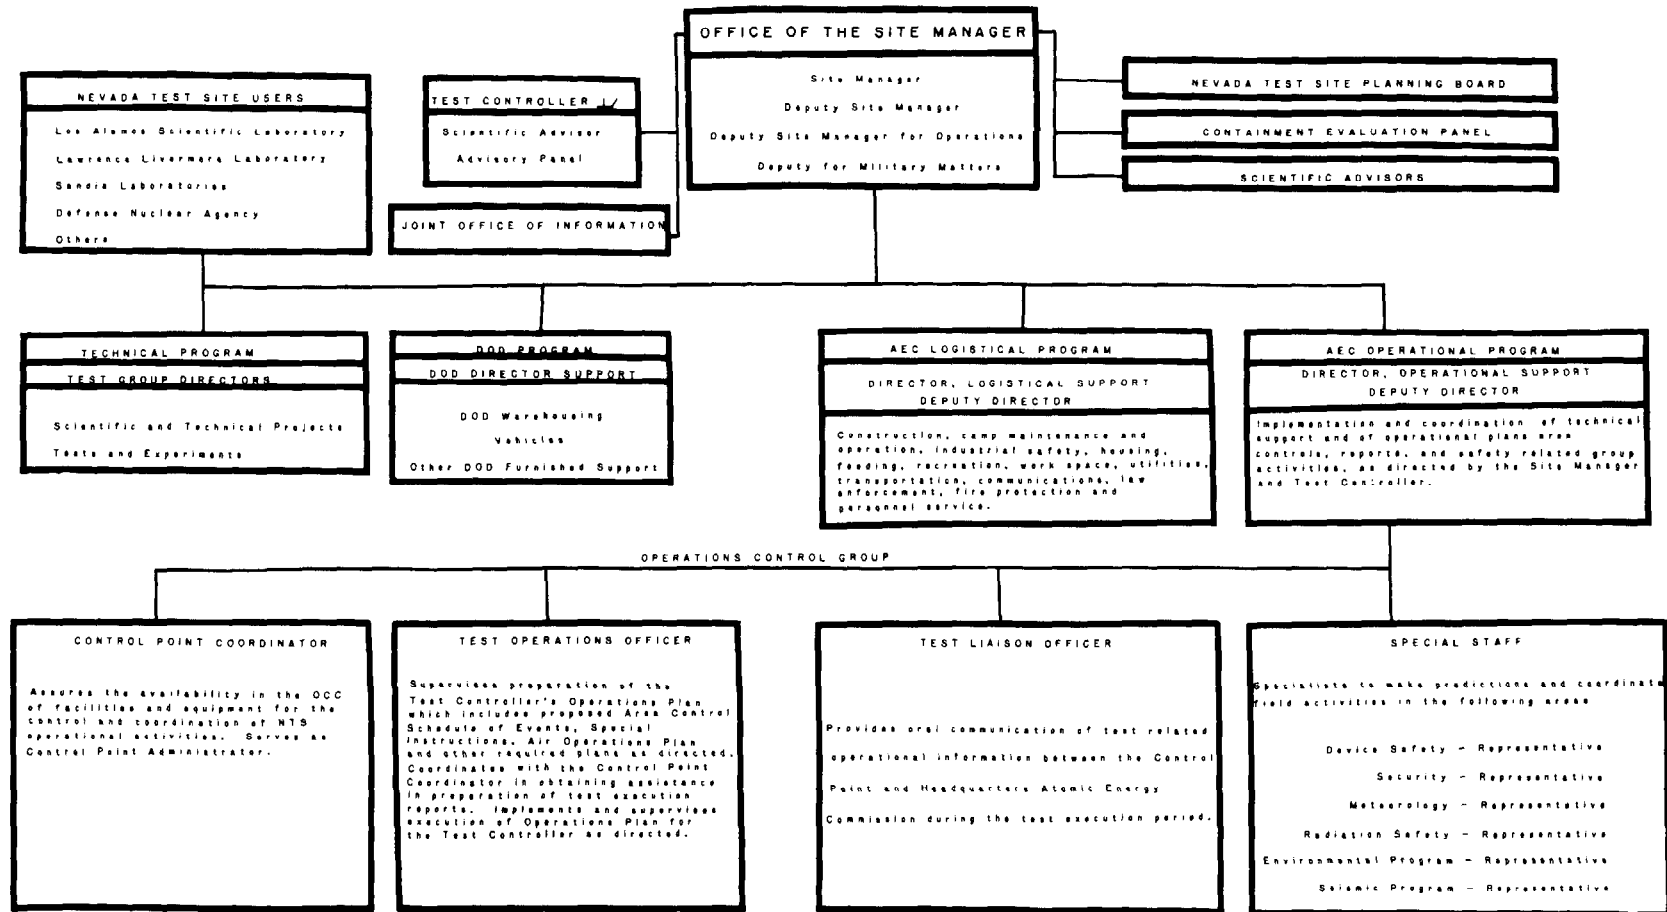 OFFICE OF THE SITE MANAGER
Site Manager
Deputy Site Manager
Deputy Site Manager for Operations
Deputy for Military Matters
NEVADA TEST SITE USERS
Los Alamos Scientific Laboratory
Lawrence Livermore Laboratory
Sandia Laboratories
Defense Nuclear Agency
Others
TEST CONTROLLER 1/
Scientific Advisor
Advisory Panel
JOINT OFFICE OF INFORMATION
NEVADA TEST SITE PLANNING BOARD
CONTAINMENT EVALUATION PANEL
SCIENTIFIC ADVISORS
TECHNICAL PROGRAM
TEST GROUP DIRECTORS
Scientific and Technical Projects
Tests and Experiments
DOD PROGRAM
DOD DIRECTOR SUPPORT
DOD Warehousing
Vehicles
Other DOD Furnished Support
AEC LOGISTICAL PROGRAM
DIRECTOR, LOGISTICAL SUPPORT
DEPUTY DIRECTOR
Construction, camp maintenance and
operation, industrial safety, housing,
feeding, recreation, work space, utilities,
transportation, communications, law
enforcement, fire protection and
personnel service.
AEC OPERATIONAL PROGRAM
DIRECTOR, OPERATIONAL SUPPORT
DEPUTY DIRECTOR
Implementation and coordination of technical
support and of operational plans area
controls, reports, and safety related group
activities, as directed by the Site Manager
and Test Controller.
OPERATIONS CONTROL GROUP
CONTROL POINT COORDINATOR
Assures the availability in the OCC
of facilities and equipment for the
control and coordination of NTS
operational activities. Serves as
Control Point Administrator.
TEST OPERATIONS OFFICER
Supervises preparation of the
Test Controller's Operations Plan
which includes proposed Area Control
Schedule of Events, Special
Instructions, Air Operations Plan
and other required plans as directed.
Coordinates with the Control Point
Coordinator in obtaining assistance
in preparation of test execution
reports. Implements and supervises
execution of Operations Plan for
the Test Controller as directed.
TEST LIAISON OFFICER
Provides oral communication of test related
operational information between the Control
Point and Headquarters Atomic Energy
Commission during the test execution period.
SPECIAL STAFF
Specialists to make predictions and coordinate
field activities in the following areas
Device Safety - Representative
Security - Representative
Meteorology - Representative
Radiation Safety - Representative
Environmental Program - Representative
Seismic Program - Representative